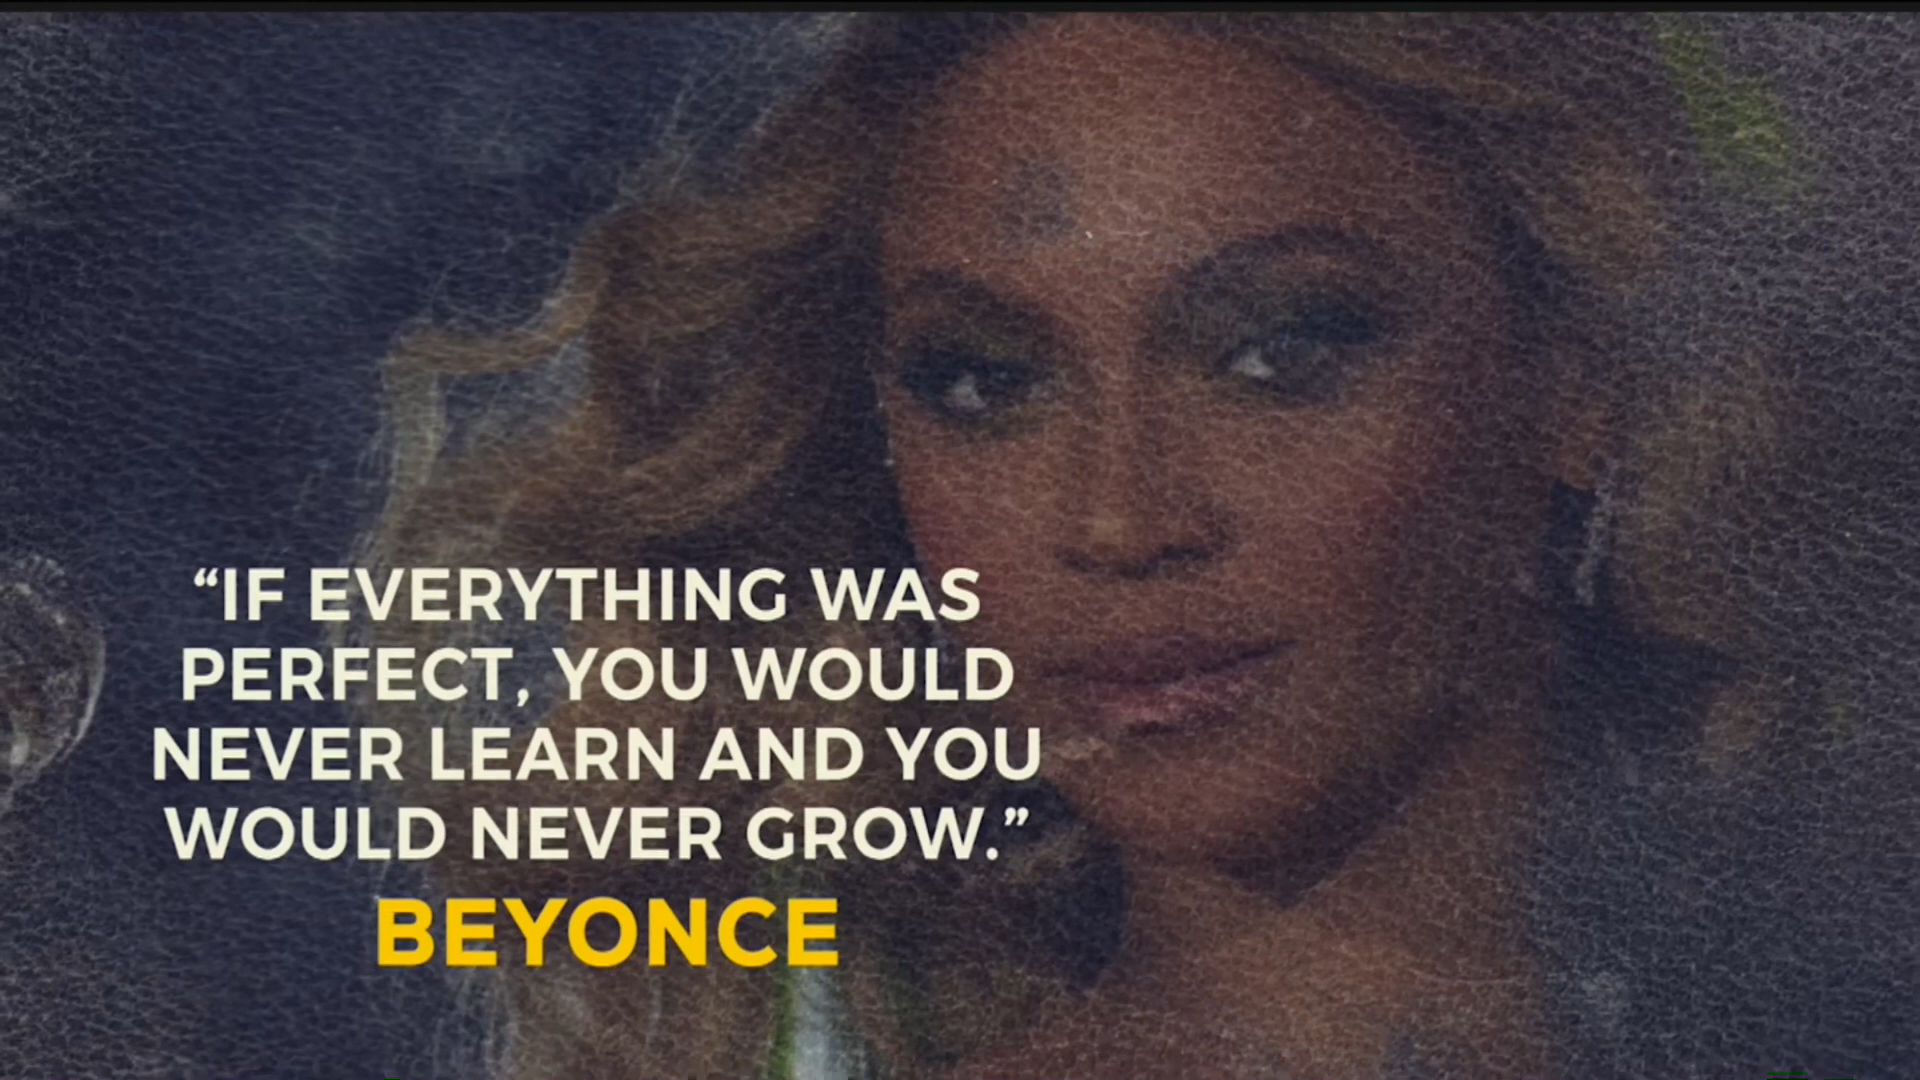 “IF EVERYTHING WAS
PERFECT, YOU WOULD
NEVER LEARN AND YOU
WOULD NEVER GROW.”
BEYONCE